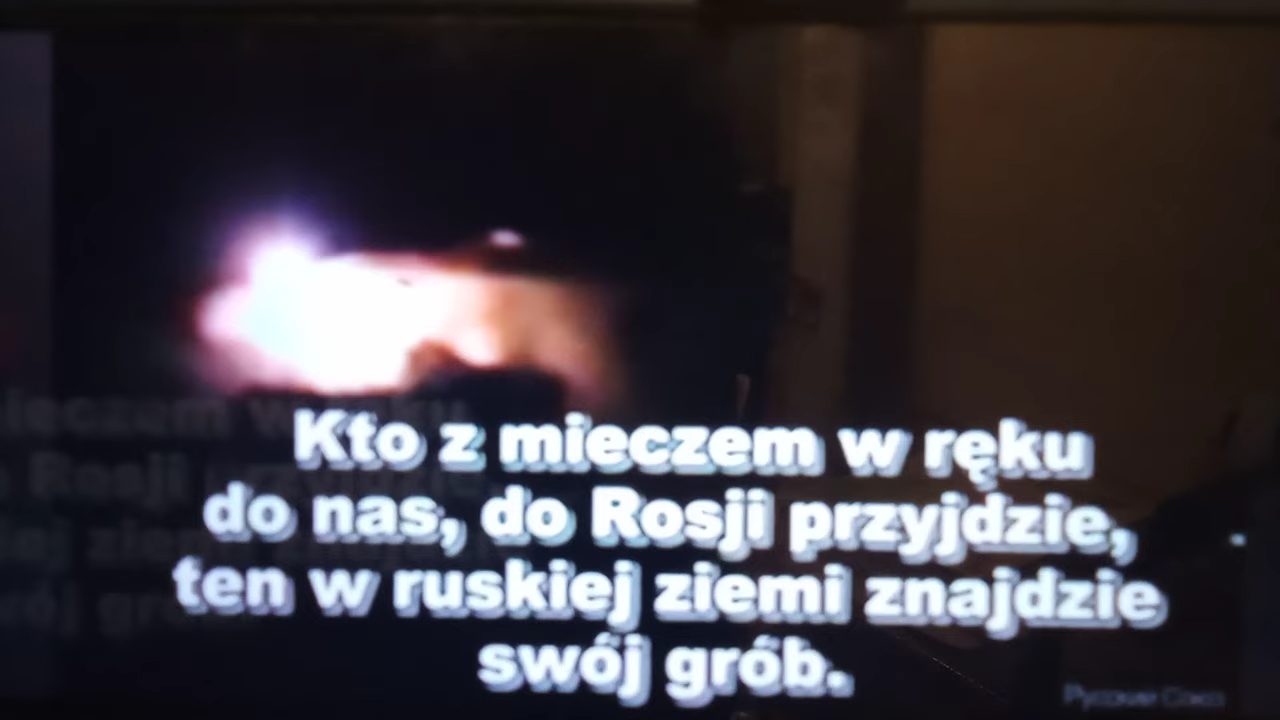 Kto z mieczem w ręku
do nas, do Rosji przyjdzie,
ten w ruskiej ziemi znajdzie
swój grób.